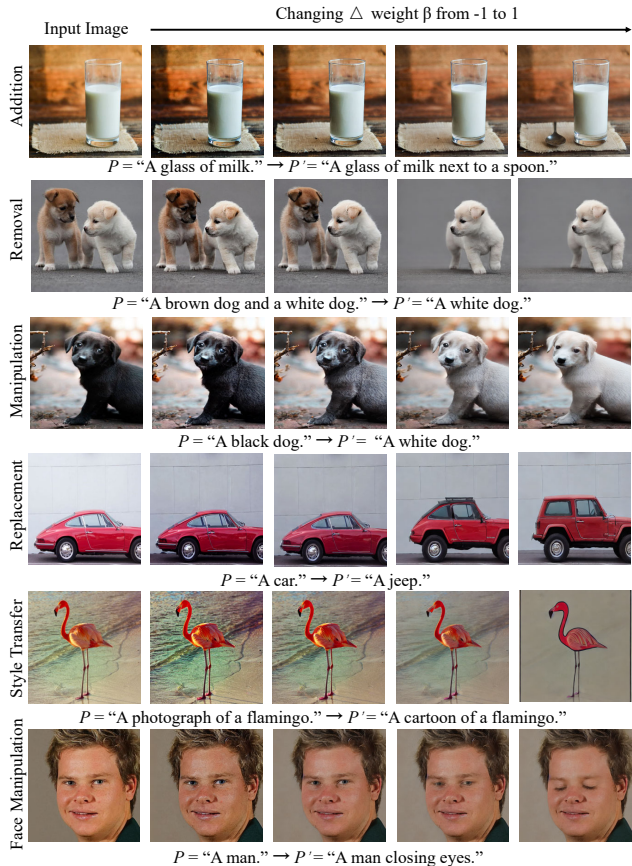 Changing △ weight β from -1 to 1
Input Image
Addition
P = “A glass of milk.” → P′ = “A glass of milk next to a spoon.”
Removal
P = “A brown dog and a white dog.” → P′ = “A white dog.”
Manipulation
P = “A black dog.” → P′ = “A white dog.”
Replacement
P = “A car.” → P′ = “A jeep.”
Style Transfer
P = “A photograph of a flamingo.” → P′ = “A cartoon of a flamingo.”
Face Manipulation
P = “A man.” → P′ = “A man closing eyes.”